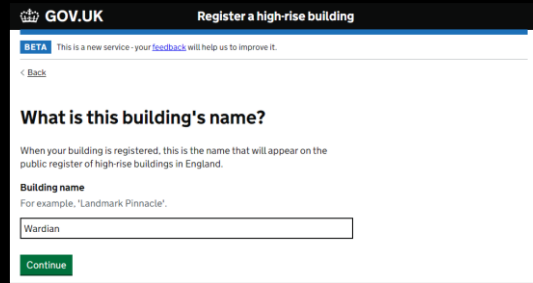 GOV.UK Register a high-rise building
BETA This is a new service - your feedback will help us to improve it.
< Back
What is this building's name?
When your building is registered, this is the name that will appear on the
public register of high-rise buildings in England.
Building name
For example, 'Landmark Pinnacle'.
Wardian
Continue